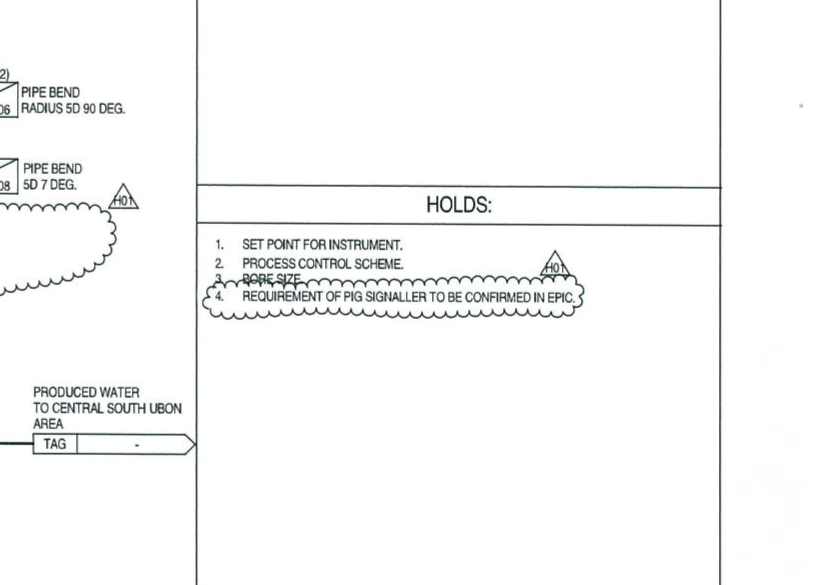 2)
06
PIPE BEND
RADIUS 5D 90 DEG.
08
PIPE BEND
5D 7 DEG.
H01
HOLDS:
1. SET POINT FOR INSTRUMENT.
2. PROCESS CONTROL SCHEME.
H01
3. BORE SIZE
4. REQUIREMENT OF PIG SIGNALLER TO BE CONFIRMED IN EPIC.
PRODUCED WATER
TO CENTRAL SOUTH UBON
AREA
TAG -